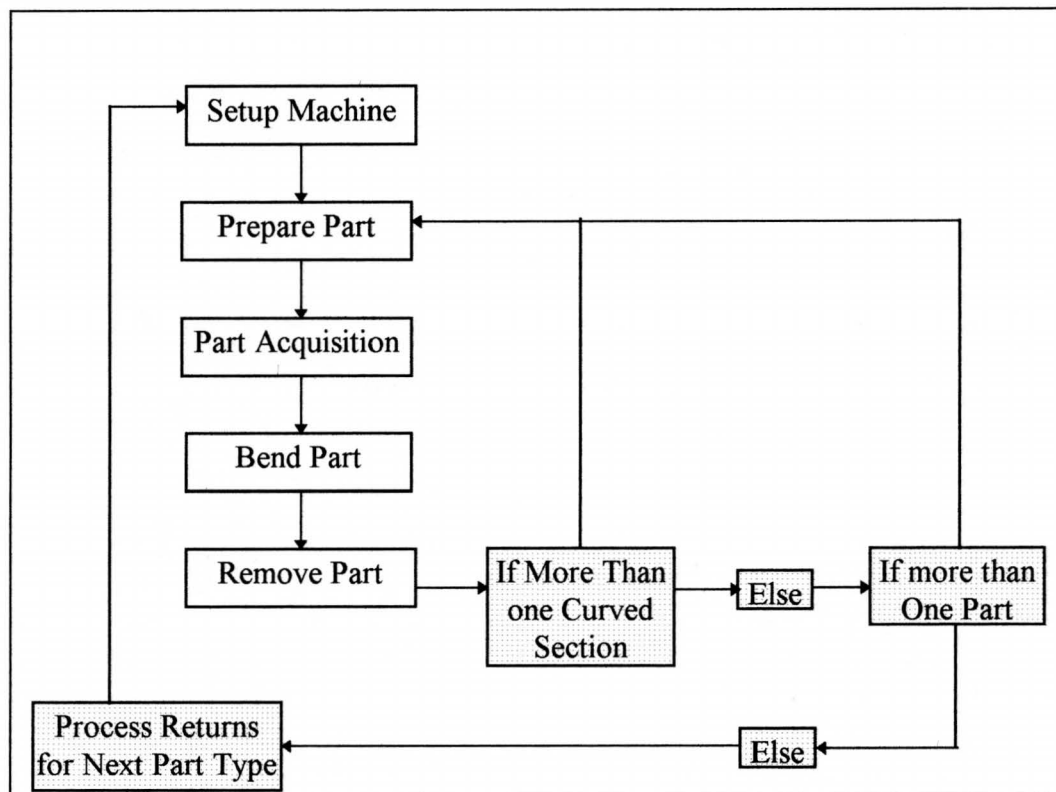 Setup Machine
Prepare Part
Part Acquisition
Bend Part
Remove Part
If More Than
one Curved
Section
Else
If more than
One Part
Else
Process Returns
for Next Part Type